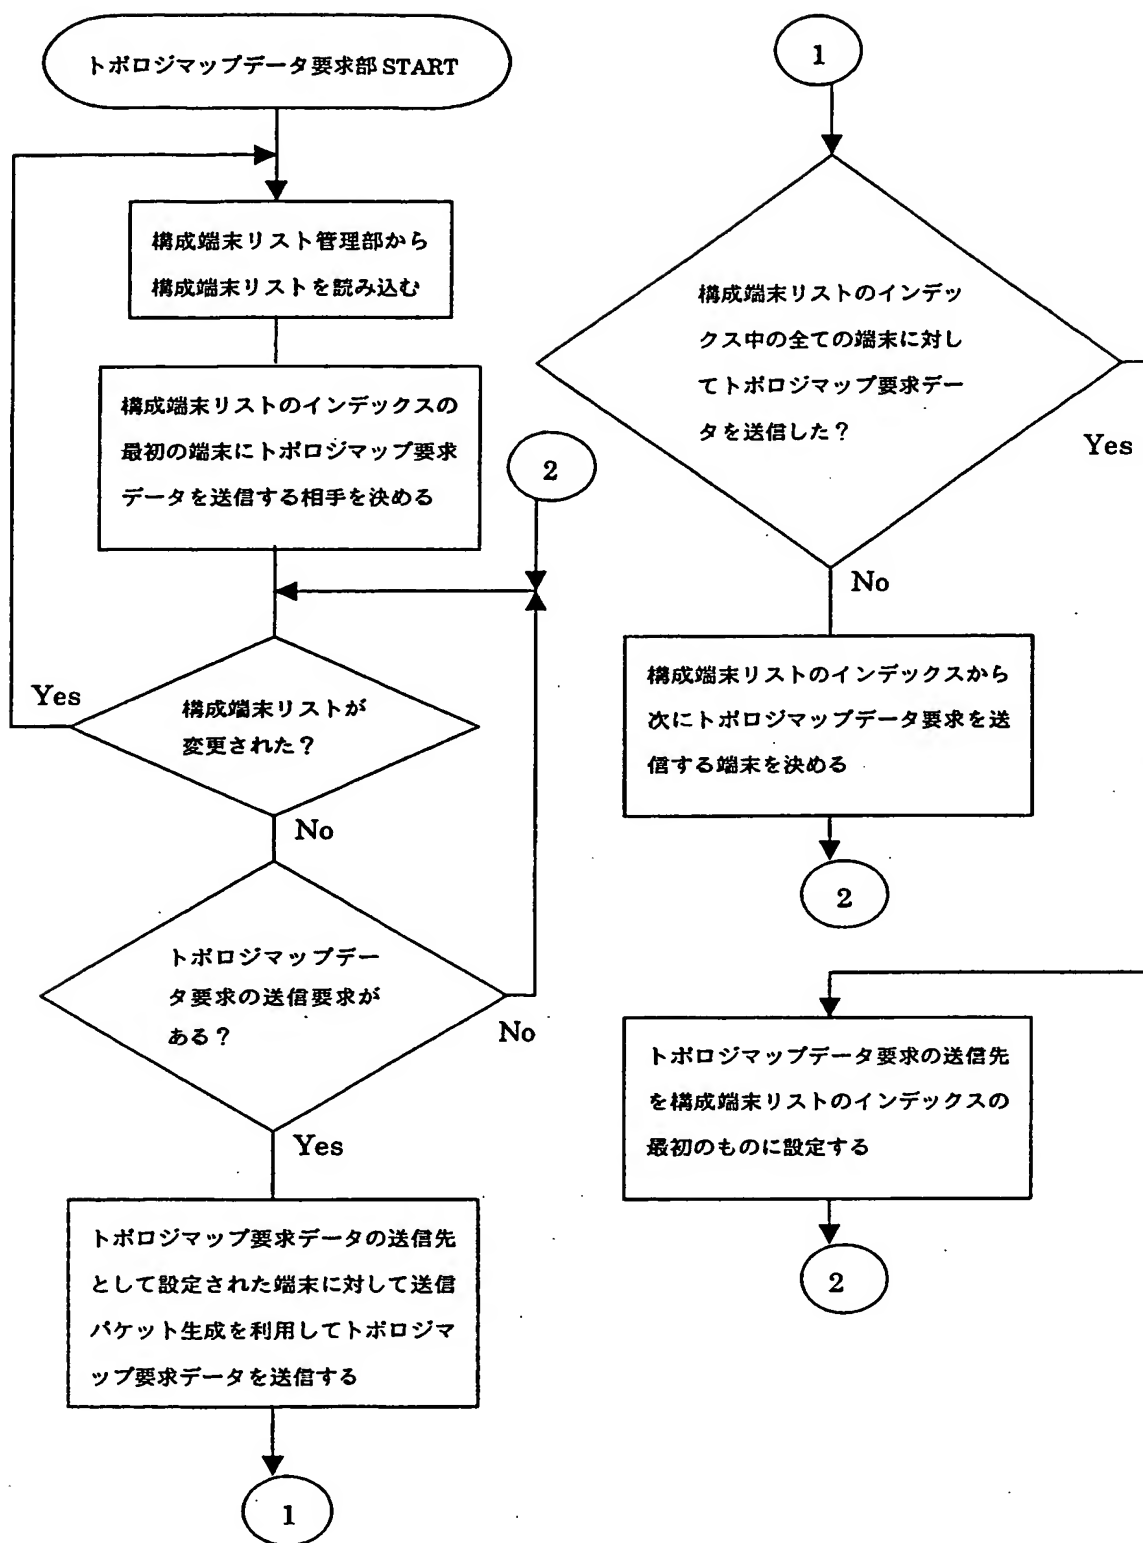 トポロジマップデータ要求部 START
構成端末リスト管理部から
構成端末リストを読み込む
構成端末リストのインデックスの
最初の端末にトポロジマップ要求
データを送信する相手を決める
2
Yes
構成端末リストが
変更された？
No
トポロジマップデー
タ要求の送信要求が
ある？
No
Yes
トポロジマップ要求データの送信先
として設定された端末に対して送信
パケット生成を利用してトポロジマ
ップ要求データを送信する
1
1
構成端末リストのインデッ
クス中の全ての端末に対し
てトポロジマップ要求デー
タを送信した？
Yes
No
構成端末リストのインデックスから
次にトポロジマップデータ要求を送
信する端末を決める
2
トポロジマップデータ要求の送信先
を構成端末リストのインデックスの
最初のものに設定する
2